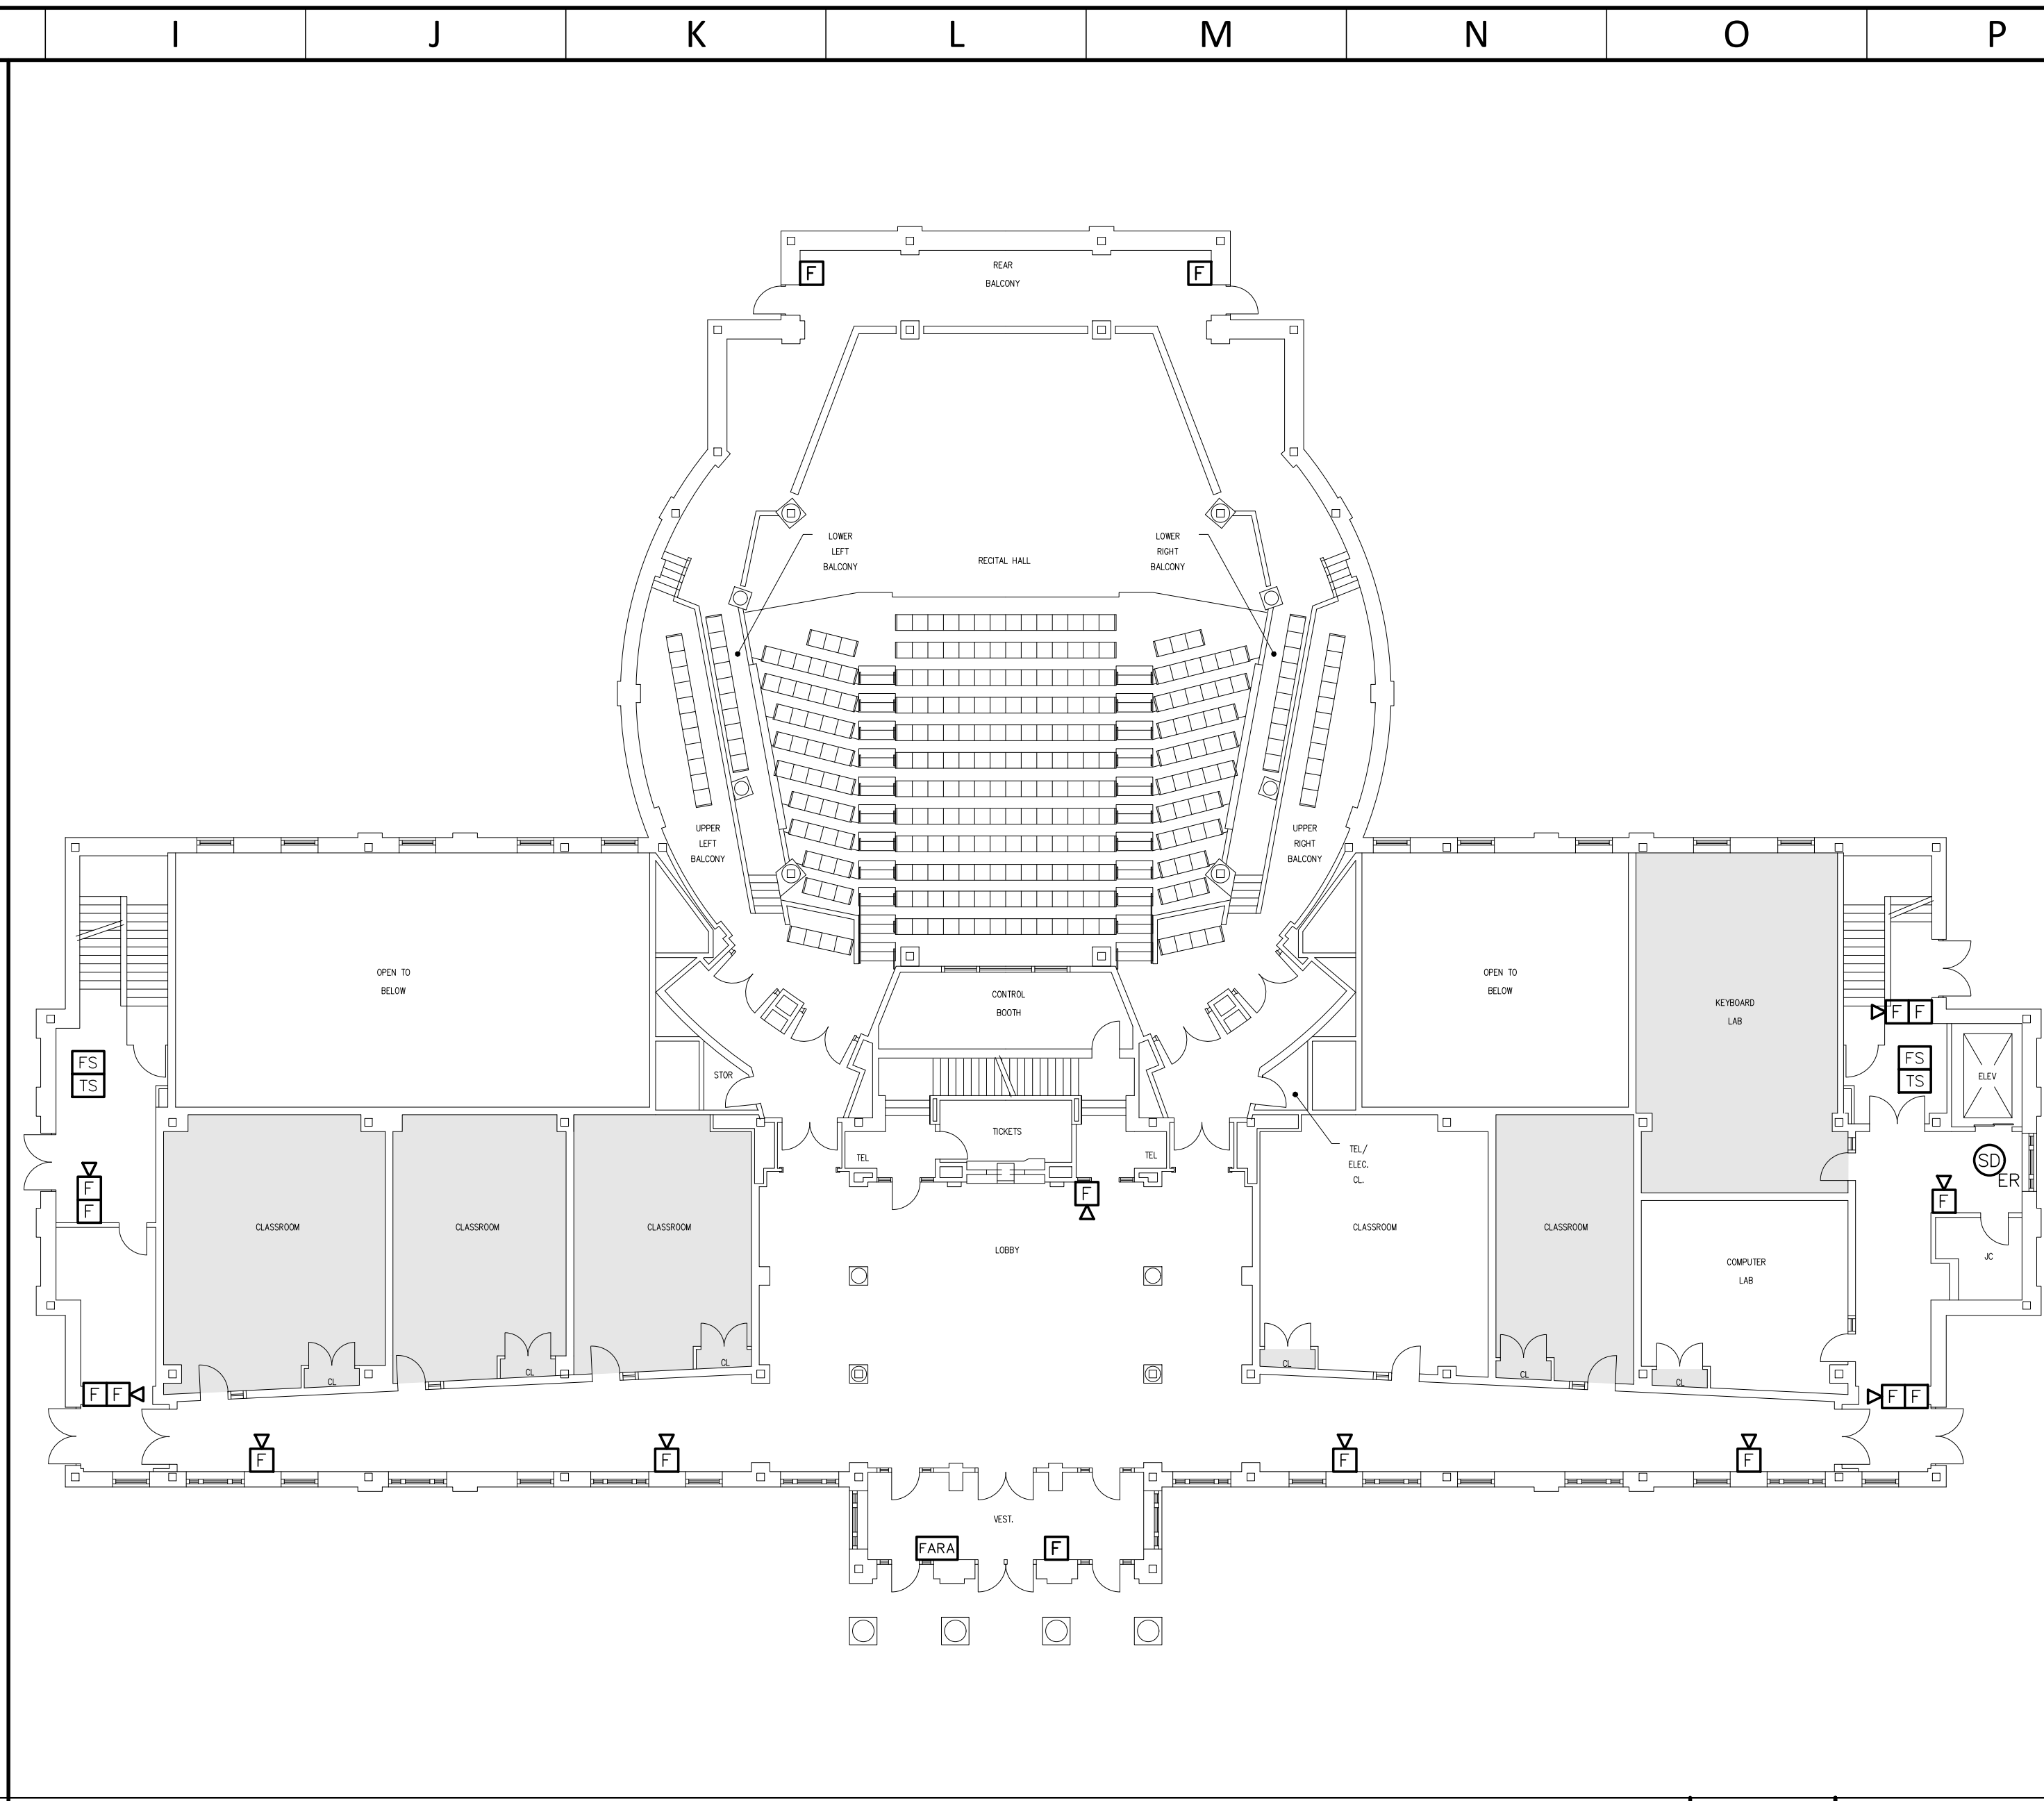 I J K L M N O P
REAR
BALCONY
F
F
LOWER
LEFT
BALCONY
RECITAL HALL
LOWER
RIGHT
BALCONY
UPPER
LEFT
BALCONY
UPPER
RIGHT
BALCONY
OPEN TO
BELOW
CONTROL
BOOTH
OPEN TO
BELOW
KEYBOARD
LAB
F F
FS
TS
STOR
FS
TS
ELEV
TICKETS
TEL
TEL
TEL/
ELEC.
CL.
SD
ER
F
F
F
F
CLASSROOM
CLASSROOM
CLASSROOM
LOBBY
CLASSROOM
CLASSROOM
COMPUTER
LAB
JC
CL
CL
CL
CL
CL
CL
F F
F F
F
F
F
F
VEST.
FARA
F